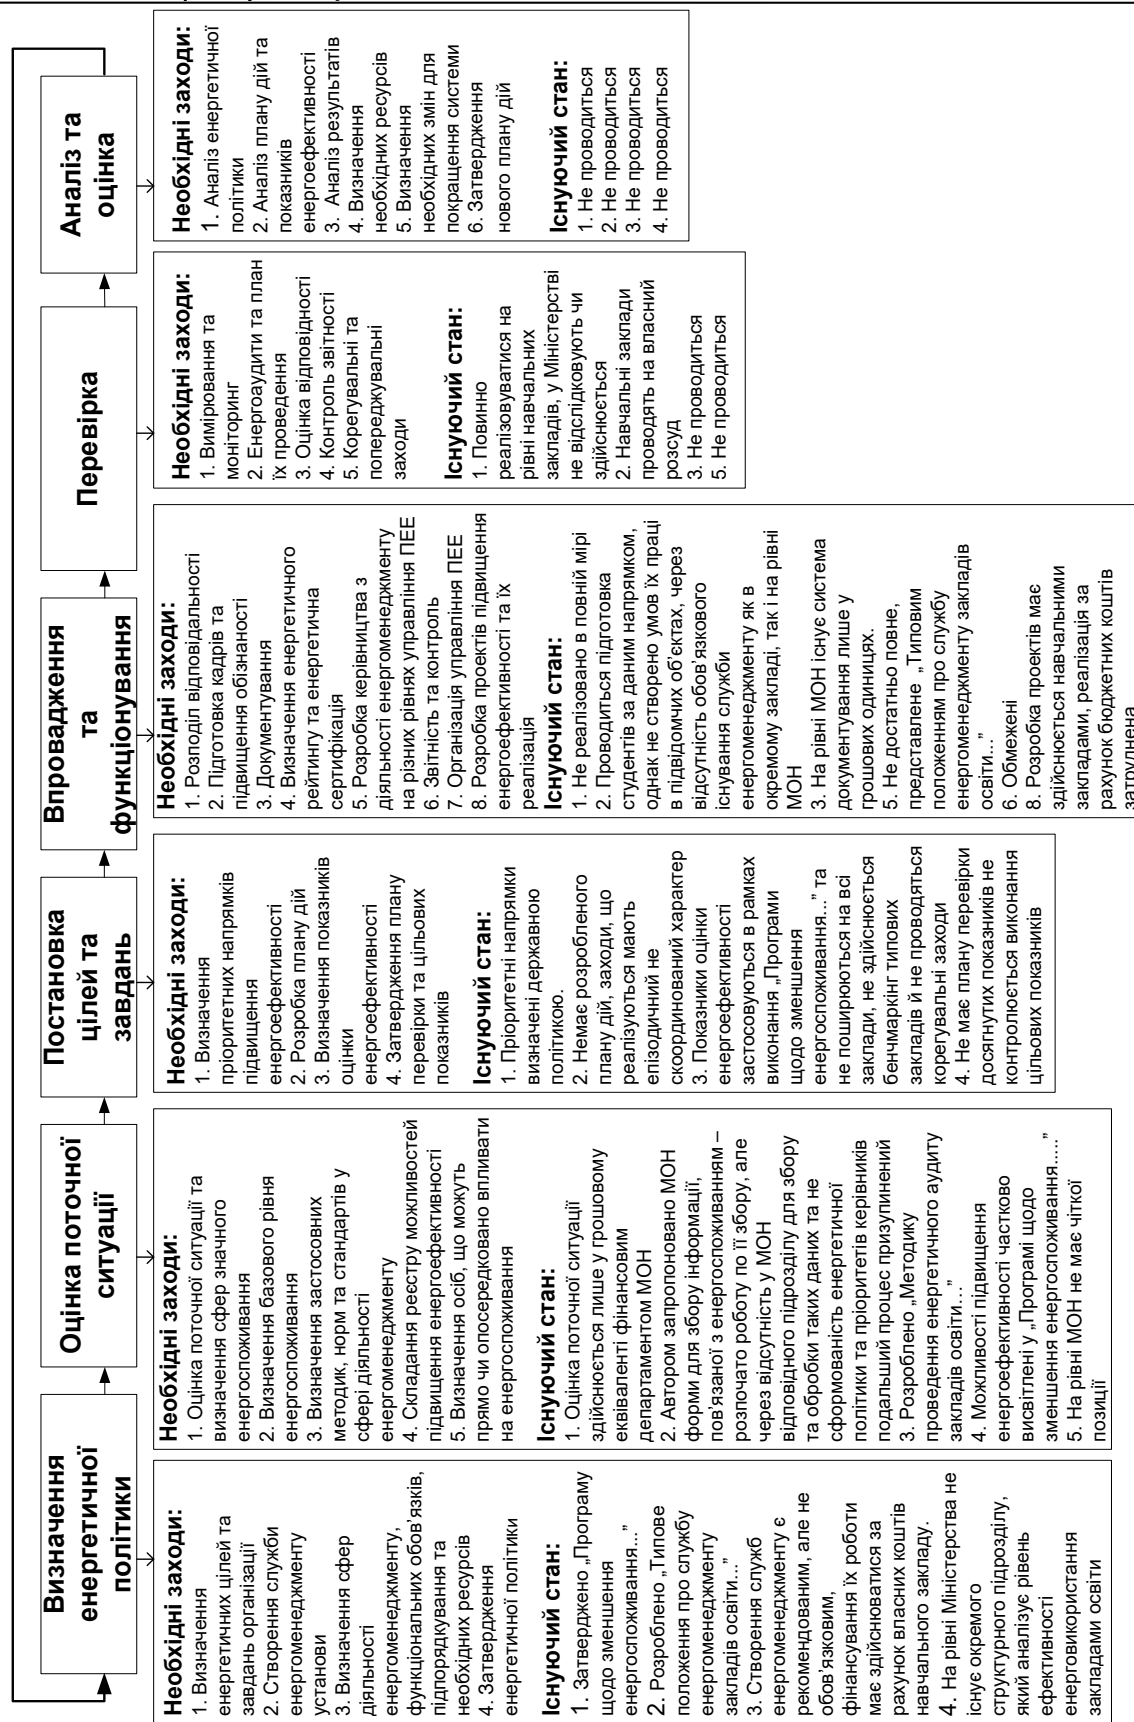 Визначення
енергетичної
політики
Оцінка поточної
ситуації
Постановка
цілей та
завдань
Впровадження
та
функціонування
Перевірка
Аналіз та
оцінка
Необхідні заходи:
1. Визначення
енергетичних цілей та
завдань організації
2. Створення служби
енергоменеджменту
установи
3. Визначення сфер
діяльності
енергоменеджменту,
функціональних обов'язків,
підпорядкування та
необхідних ресурсів
4. Затвердження
енергетичної політики
Існуючий стан:
1. Затверджено „Програму
щодо зменшення
енергоспоживання...”
2. Розроблено „Типове
положення про службу
енергоменеджменту
закладів освіти...”
3. Створення служб
енергоменеджменту є
рекомендованим, але не
обов'язковим,
фінансування їх роботи
має здійснюватися за
рахунок власних коштів
навчального закладу.
4. На рівні Міністерства не
існує окремого
структурного підрозділу,
який аналізує рівень
ефективності
енерговикористання
закладами освіти
Необхідні заходи:
1. Оцінка поточної ситуації та
визначення сфер значного
енергоспоживання
2. Визначення базового рівня
енергоспоживання
3. Визначення застосовних
методик, норм та стандартів у
сфері діяльності
енергоменеджменту
4. Складання реєстру можливостей
підвищення енергоефективності
5. Визначення осіб, що можуть
прямо чи опосередковано впливати
на енергоспоживання
Існуючий стан:
1. Оцінка поточної ситуації
здійснюється лише у грошовому
еквіваленті фінансовим
департаментом МОН
2. Автором запропоновано МОН
форми для збору інформації,
пов'язаної з енергоспоживанням –
розпочато роботу по її збору, але
через відсутність у МОН
відповідного підрозділу для збору
та обробки таких даних та не
сформованість енергетичної
політики та пріоритетів керівників
подальший процес призупинений
3. Розроблено „Методику
проведення енергетичного аудиту
закладів освіти...”
4. Можливості підвищення
енергоефективності частково
висвітлені у „Програмі щодо
зменшення енергоспоживання.....”
5. На рівні МОН не має чіткої
позиції
Необхідні заходи:
1. Визначення
пріоритетних напрямків
підвищення
енергоефективності
2. Розробка плану дій
3. Визначення показників
оцінки
енергоефективності
4. Затвердження плану
перевірки та цільових
показників
Існуючий стан:
1. Пріоритетні напрямки
визначені державною
політикою.
2. Немає розробленого
плану дій, заходи, що
реалізуються мають
епізодичний не
скоординований характер
3. Показники оцінки
енергоефективності
застосовуються в рамках
виконання „Програми
щодо зменшення
енергоспоживання...” та
не поширюються на всі
заклади, не здійснюється
бенчмаркінг типових
закладів й не проводяться
корегувальні заходи
4. Не має плану перевірки
досягнутих показників не
контролюється виконання
цільових показників
Необхідні заходи:
1. Розподіл відповідальності
2. Підготовка кадрів та
підвищення обізнаності
3. Документування
4. Визначення енергетичного
рейтингу та енергетична
сертифікація
5. Розробка керівництва з
діяльності енергоменеджменту
на різних рівнях управління ПЕЕ
6. Звітність та контроль
7. Організація управління ПЕЕ
8. Розробка проектів підвищення
енергоефективності та їх
реалізація
Існуючий стан:
1. Не реалізовано в повній мірі
2. Проводиться підготовка
студентів за даним напрямком,
однак не створено умов їх праці
в підвідомчих об'єктах, через
відсутність обов'язкового
існування служби
енергоменеджменту як в
окремому закладі, так і на рівні
МОН
3. На рівні МОН існує система
документування лише у
грошових одиницях.
5. Не достатньо повне,
представлене „Типовим
положенням про службу
енергоменеджменту закладів
освіти...”
6. Обмежені
8. Розробка проектів має
здійснюватися навчальними
закладами, реалізація за
рахунок бюджетних коштів
затруднена
Необхідні заходи:
1. Вимірювання та
моніторинг
2. Енергоаудити та план
їх проведення
3. Оцінка відповідності
4. Контроль звітності
5. Корегувальні та
попереджувальні
заходи
Існуючий стан:
1. Повинно
реалізовуватися на
рівні навчальних
закладів, у Міністерстві
не відслідковують чи
здійснюється
2. Навчальні заклади
проводять на власний
розсуд
3. Не проводиться
5. Не проводиться
Необхідні заходи:
1. Аналіз енергетичної
політики
2. Аналіз плану дій та
показників
енергоефективності
3. Аналіз результатів
4. Визначення
необхідних ресурсів
5. Визначення
необхідних змін для
покращення системи
6. Затвердження
нового плану дій
Існуючий стан:
1. Не проводиться
2. Не проводиться
3. Не проводиться
4. Не проводиться